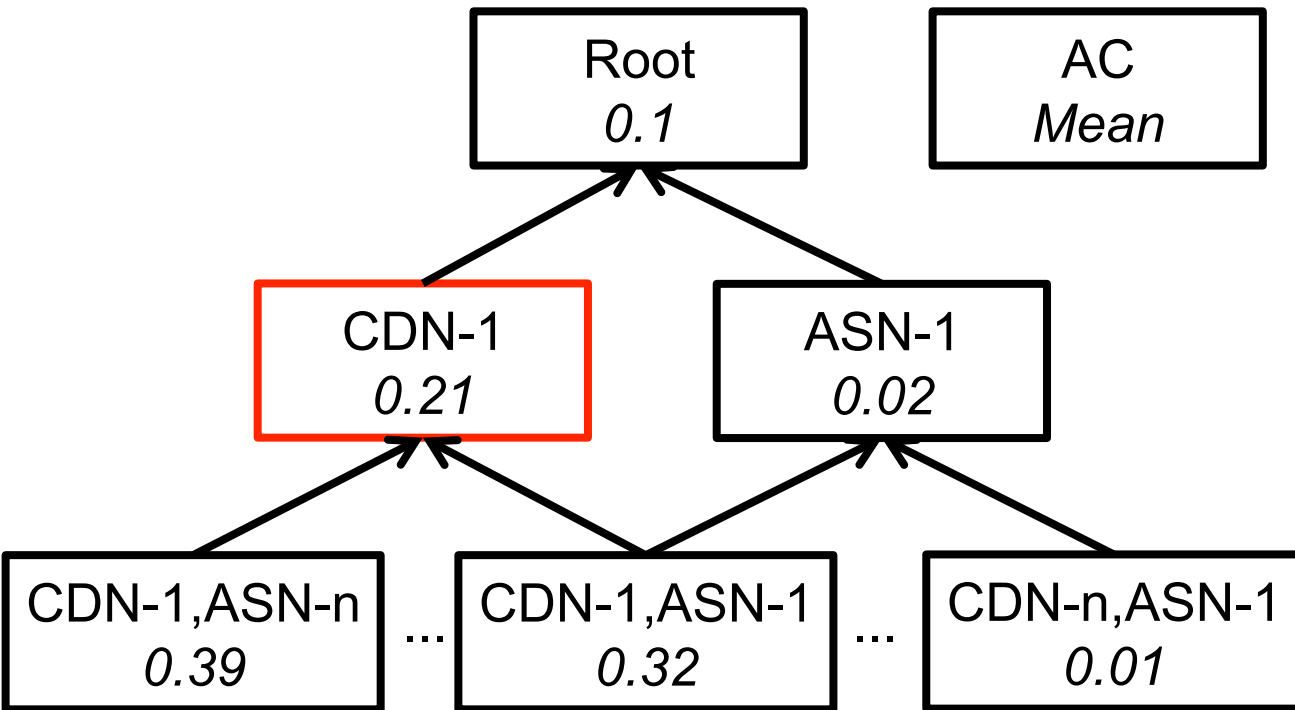 Root
0.1
AC
Mean
CDN-1
0.21
ASN-1
0.02
CDN-1,ASN-n
0.39
...
CDN-1,ASN-1
0.32
...
CDN-n,ASN-1
0.01